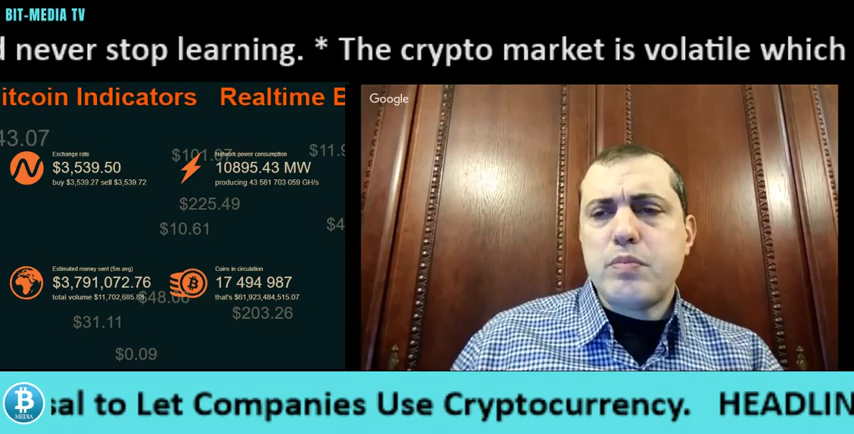 BIT-MEDIA TV
never stop learning. * The crypto market is volatile which
itcoin Indicators Realtime B
Google
43.07
Exchange rate
$3,539.50
buy $3,539.27 sell $3,539.72
Network power consumption
10895.43 MW
producing 43 581 703 059 GH/s
$225.49
$10.61
Estimated money sent (5m avg)
$3,791,072.76
Coins in circulation
17 494 987
that's $61,923,484,515.07
$31.11
$203.26
$0.09
BMEDIA
sal to Let Companies Use Cryptocurrency. HEADLIN